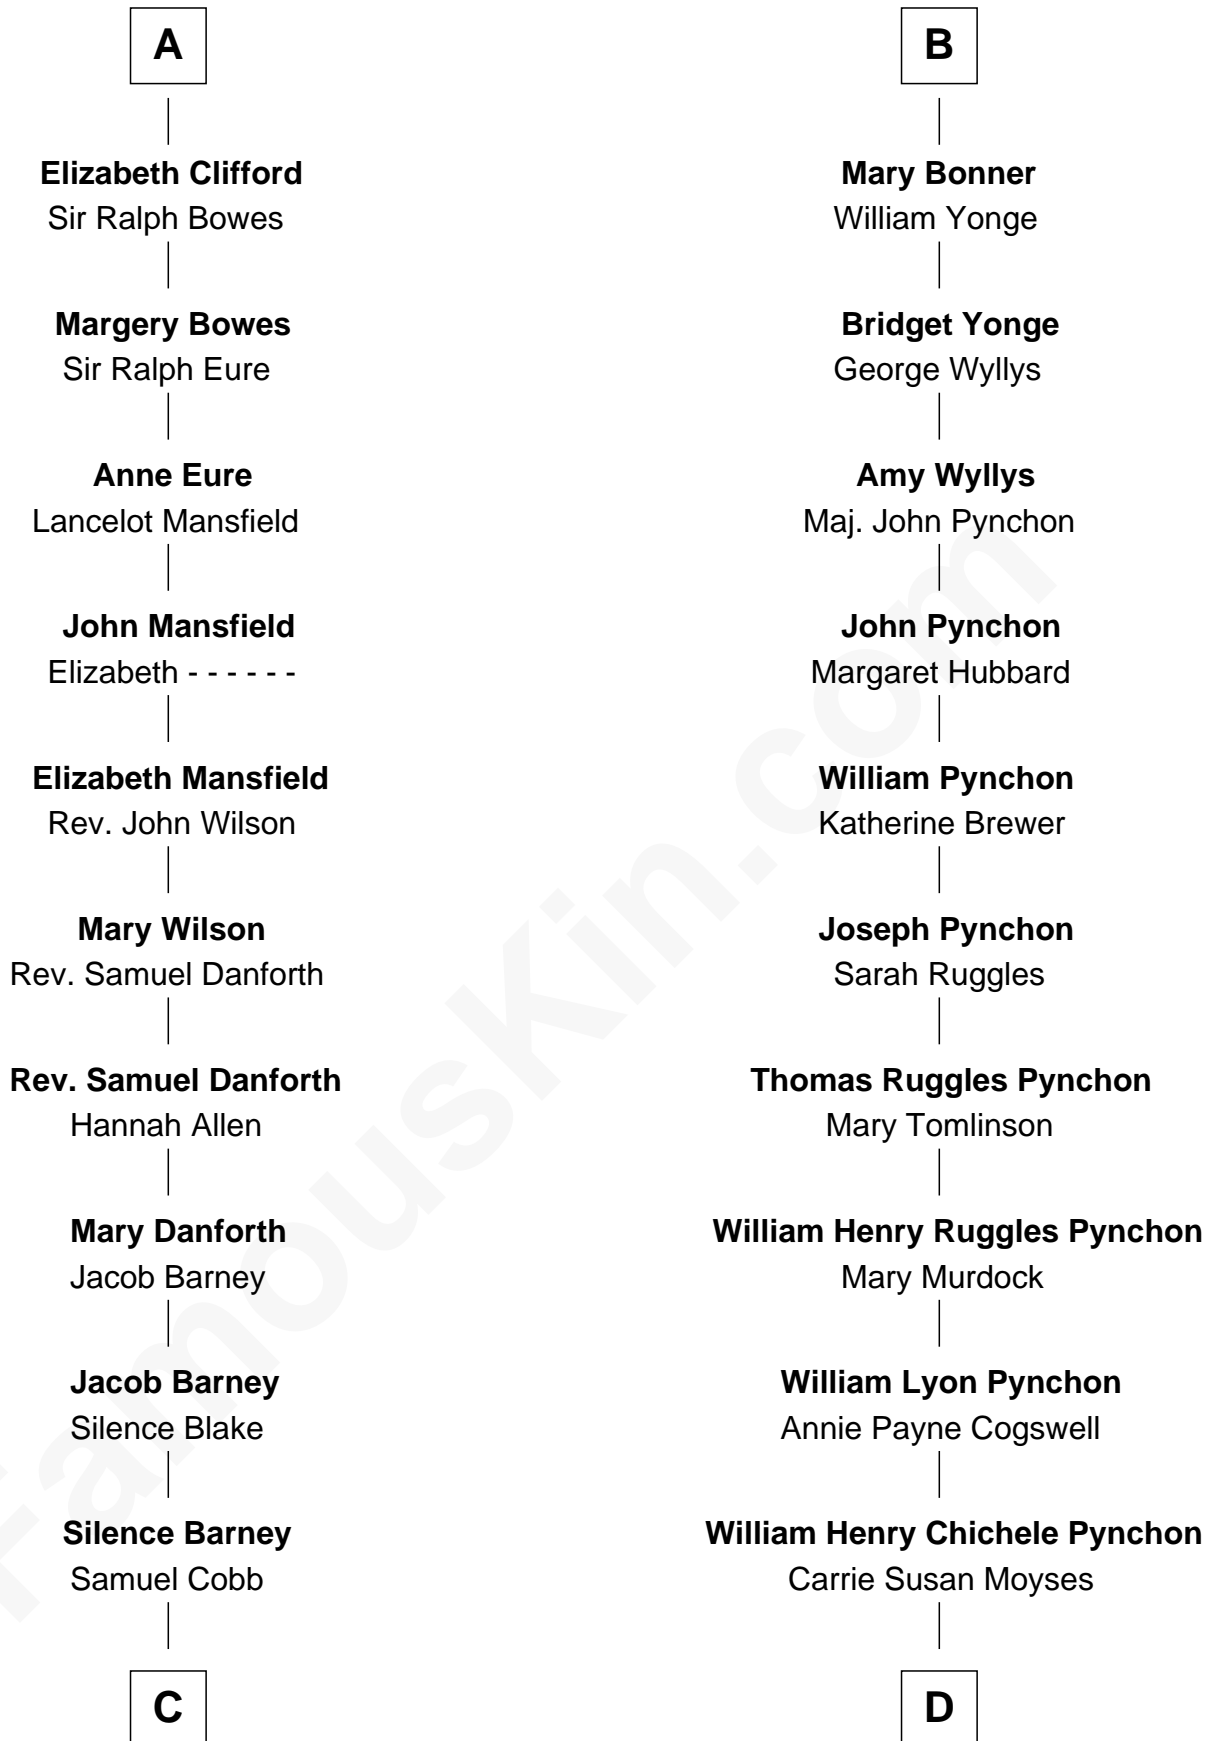 A
Elizabeth Clifford
Sir Ralph Bowes
Margery Bowes
Sir Ralph Eure
Anne Eure
Lancelot Mansfield
John Mansfield
Elizabeth - - - - - -
Elizabeth Mansfield
Rev. John Wilson
Mary Wilson
Rev. Samuel Danforth
Rev. Samuel Danforth
Hannah Allen
Mary Danforth
Jacob Barney
Jacob Barney
Silence Blake
Silence Barney
Samuel Cobb
C
B
Mary Bonner
William Yonge
Bridget Yonge
George Wyllys
Amy Wyllys
Maj. John Pynchon
John Pynchon
Margaret Hubbard
William Pynchon
Katherine Brewer
Joseph Pynchon
Sarah Ruggles
Thomas Ruggles Pynchon
Mary Tomlinson
William Henry Ruggles Pynchon
Mary Murdock
William Lyon Pynchon
Annie Payne Cogswell
William Henry Chichele Pynchon
Carrie Susan Moyses
D
FamousKin.com